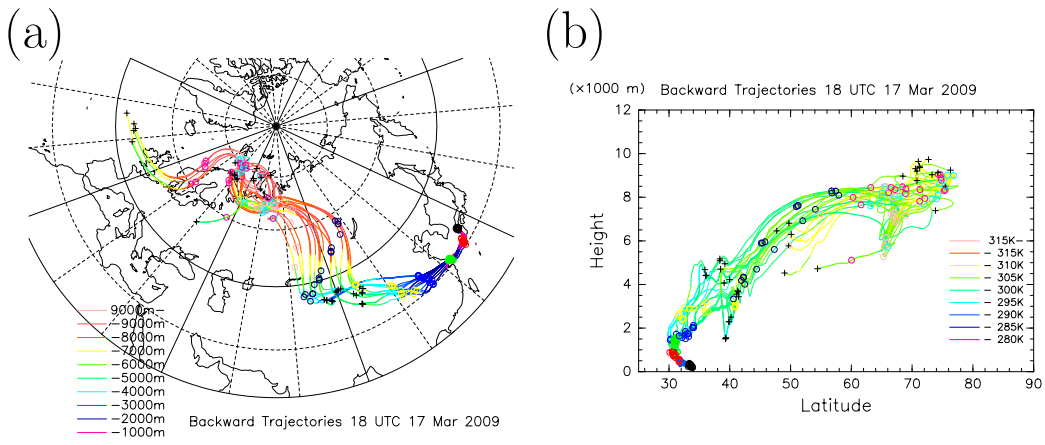 (a)
9000m−
−9000m
−8000m
−7000m
−6000m
−5000m
−4000m
−3000m
−2000m
−1000m
Backward Trajectories 18 UTC 17 Mar 2009
(b)
(×1000 m) Backward Trajectories 18 UTC 17 Mar 2009
12
10
8
6
4
2
0
Height
315K−
− 315K
− 310K
− 305K
− 300K
− 295K
− 290K
− 285K
− 280K
30 40 50 60 70 80 90
Latitude